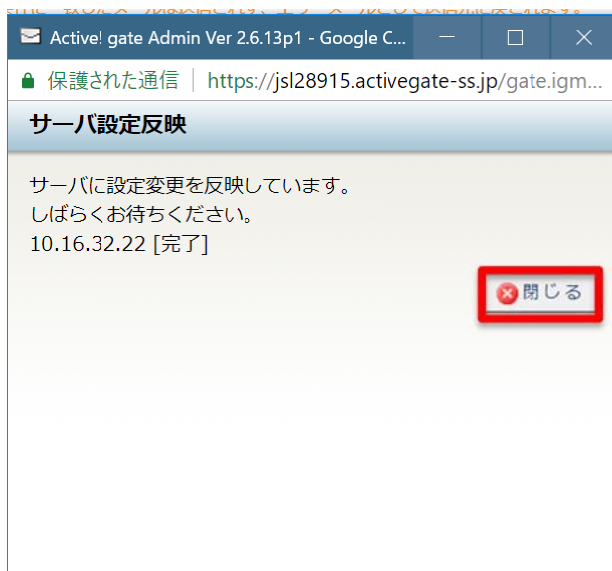 Active! gate Admin Ver 2.6.13p1 - Google C...
保護された通信 | https://jsl28915.activegate-ss.jp/gate.igm...
サーバ設定反映
サーバに設定変更を反映しています。
しばらくお待ちください。
10.16.32.22 [完了]
閉じる